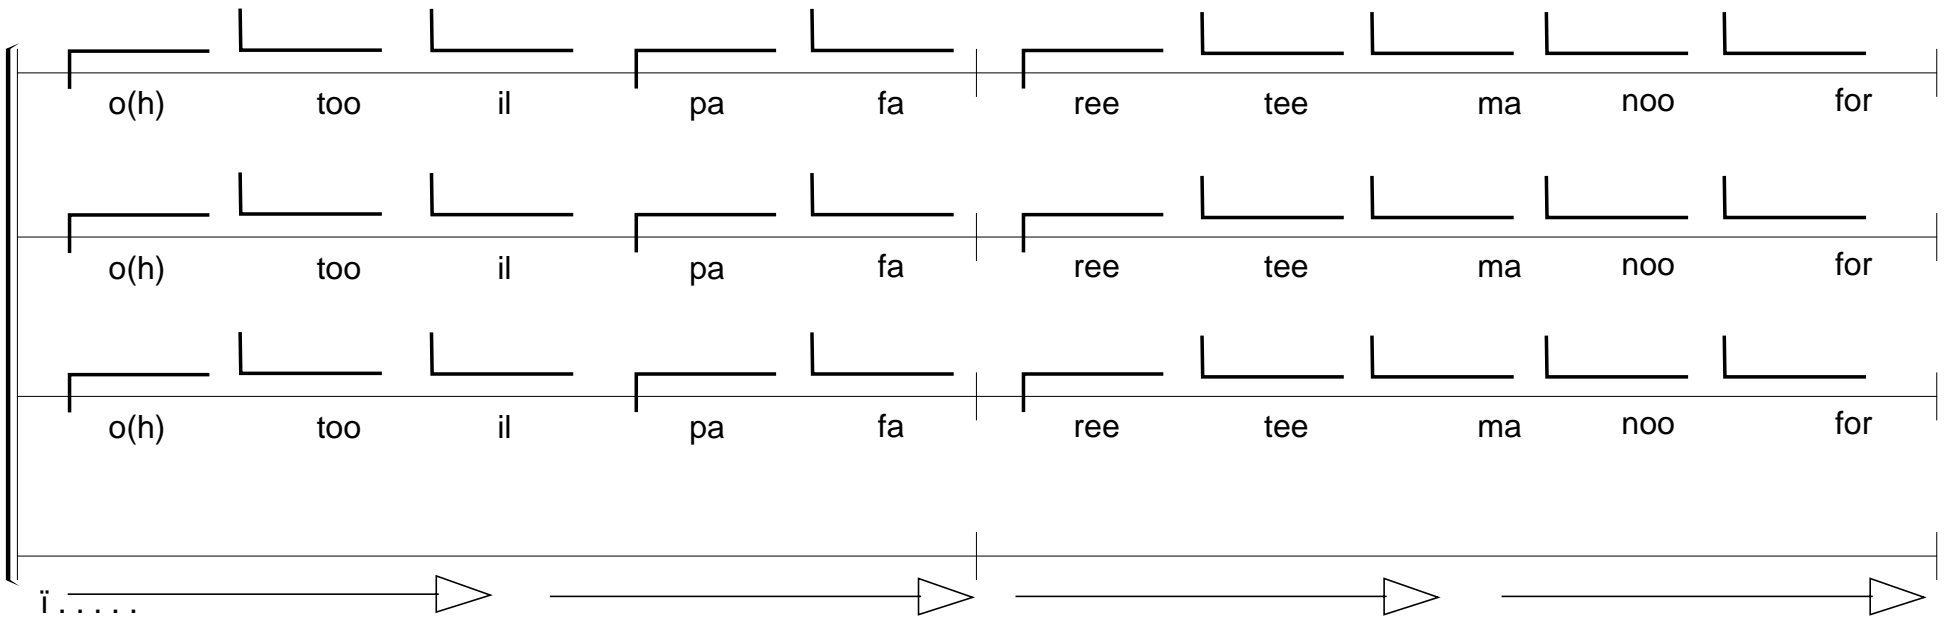 o(h) too il pa fa ree tee ma noo for
o(h) too il pa fa ree tee ma noo for
o(h) too il pa fa ree tee ma noo for
ï . . . . .